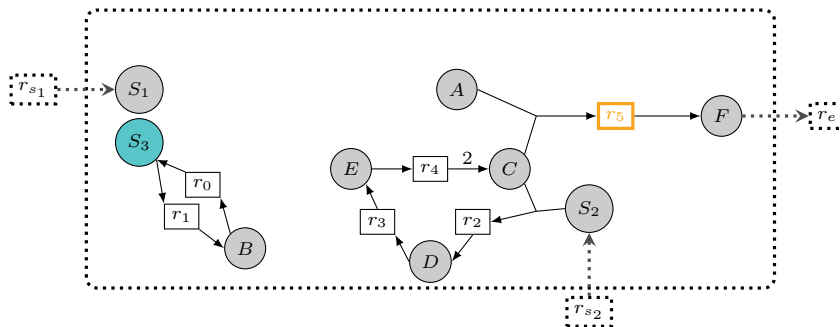 r_{s_1}
S_1
A
r_5
F
r_e
S_3
E
r_4
2
C
r_0
r_1
r_3
r_2
S_2
B
D
r_{s_2}